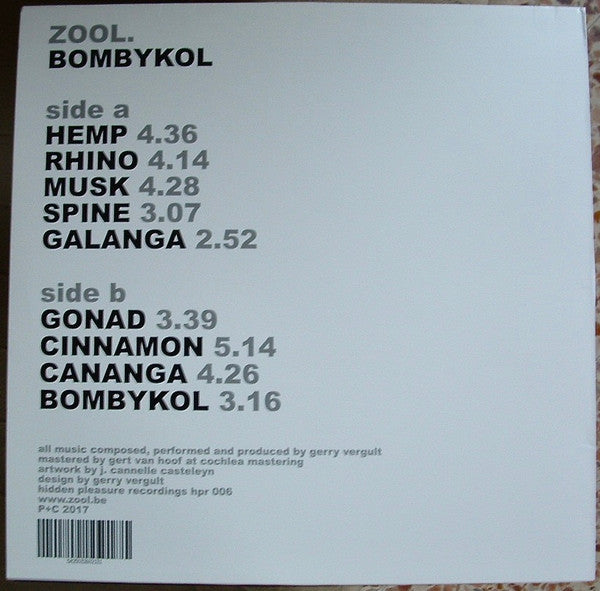 ZOOL.
BOMBYKOL
side a
HEMP 4.36
RHINO 4.14
MUSK 4.28
SPINE 3.07
GALANGA 2.52
side b
GONAD 3.39
CINNAMON 5.14
CANANGA 4.26
BOMBYKOL 3.16
all music composed, performed and produced by gerry vergult
mastered by gert van hoof at cochlea mastering
artwork by j. cannelle casteleyn
design by gerry vergult
hidden pleasure recordings hpr 006
www.zool.be
P+C 2017